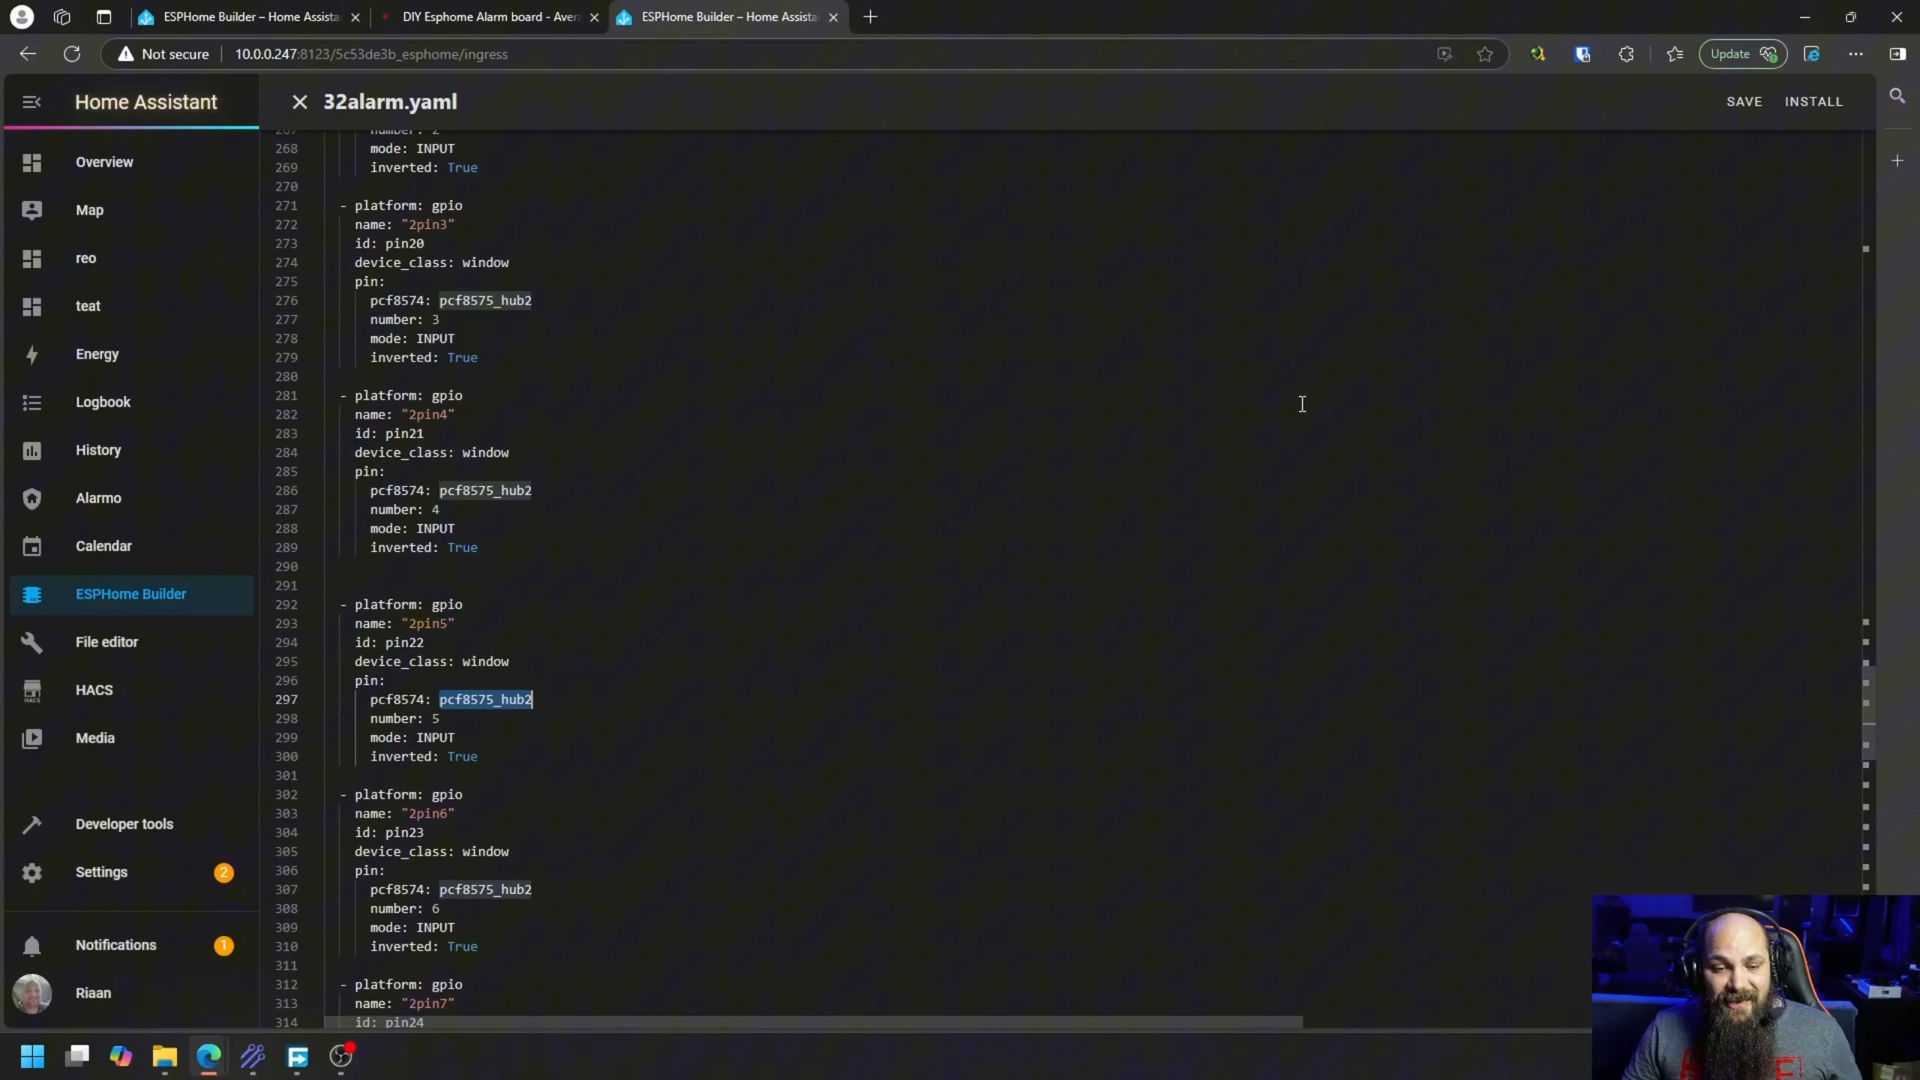 ESPHome Builder – Home Assista
DIY Esphome Alarm board - Aver
ESPHome Builder – Home Assista
Not secure
10.0.0.247:8123/5c53de3b_esphome/ingress
Update
Home Assistant
32alarm.yaml
SAVE
INSTALL
Overview
Map
reo
teat
Energy
Logbook
History
Alarmo
Calendar
ESPHome Builder
File editor
HACS
HACS
Media
Developer tools
Settings
2
Notifications
1
Riaan
267 number: 2
268 mode: INPUT
269 inverted: True
270
271 - platform: gpio
272 name: "2pin3"
273 id: pin20
274 device_class: window
275 pin:
276 pcf8574: pcf8575_hub2
277 number: 3
278 mode: INPUT
279 inverted: True
280
281 - platform: gpio
282 name: "2pin4"
283 id: pin21
284 device_class: window
285 pin:
286 pcf8574: pcf8575_hub2
287 number: 4
288 mode: INPUT
289 inverted: True
290
291
292 - platform: gpio
293 name: "2pin5"
294 id: pin22
295 device_class: window
296 pin:
297 pcf8574: pcf8575_hub2
298 number: 5
299 mode: INPUT
300 inverted: True
301
302 - platform: gpio
303 name: "2pin6"
304 id: pin23
305 device_class: window
306 pin:
307 pcf8574: pcf8575_hub2
308 number: 6
309 mode: INPUT
310 inverted: True
311
312 - platform: gpio
313 name: "2pin7"
314 id: pin24